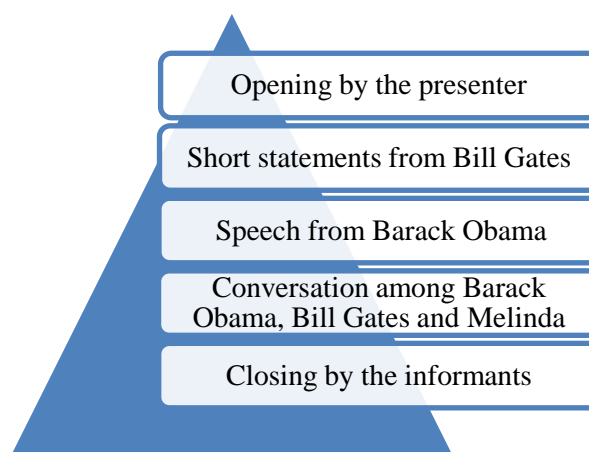 Opening by the presenter
Short statements from Bill Gates
Speech from Barack Obama
Conversation among Barack
Obama, Bill Gates and Melinda
Closing by the informants